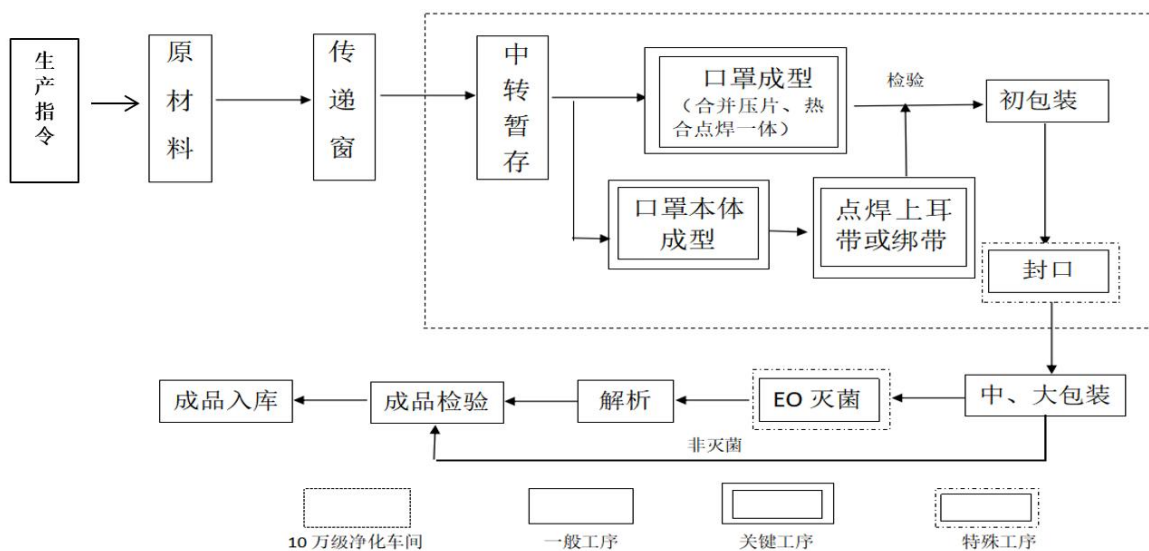 生产指令
原材料
传递窗
中转暂存
口罩成型
（合并压片、热
合点焊一体）
检验
初包装
口罩本体
成型
点焊上耳
带或绑带
封口
成品入库
成品检验
解析
EO 灭菌
中、大包装
非灭菌
10 万级净化车间
一般工序
关键工序
特殊工序